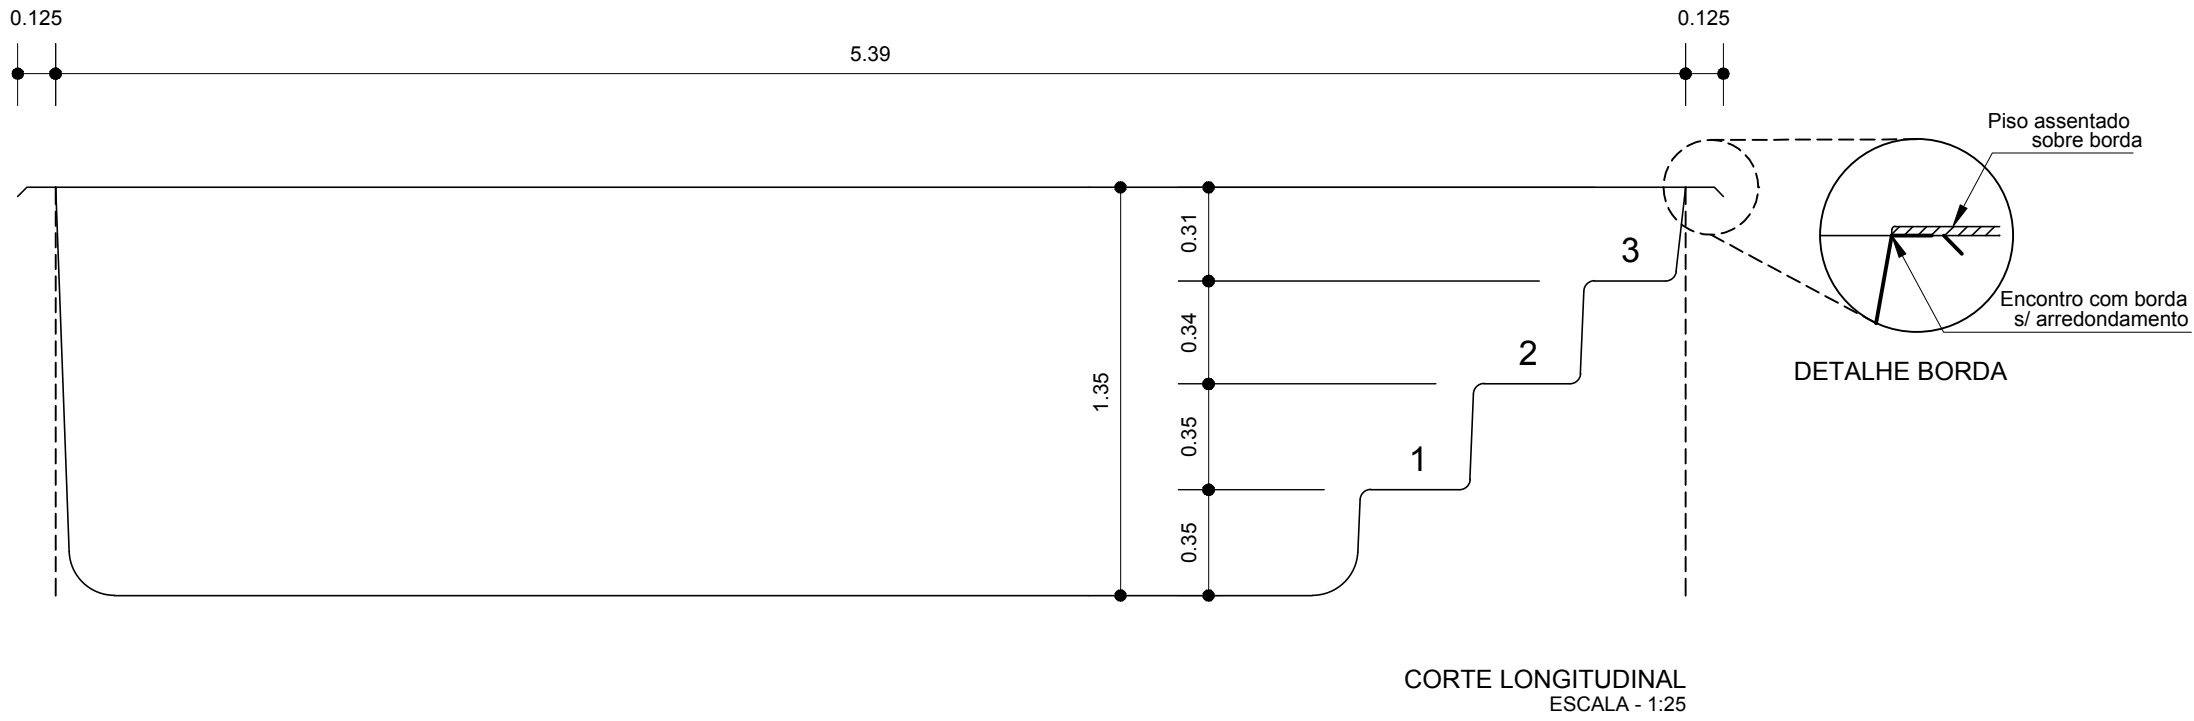 0.125
0.125
5.39
Piso assentado
sobre borda
0.31
3
Encontro com borda
s/ arredondamento
0.34
2
DETALHE BORDA
1.35
0.35
1
0.35
CORTE LONGITUDINAL
ESCALA - 1:25